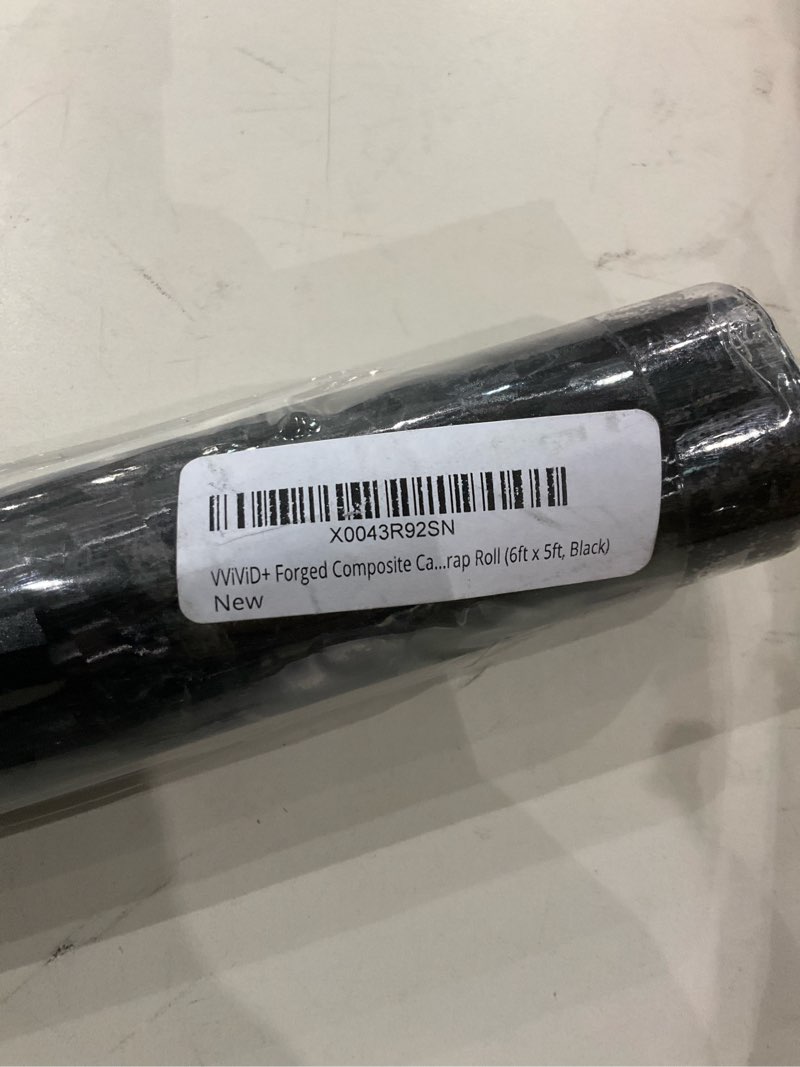 X0043R92SN
VViViD+ Forged Composite Ca...rap Roll (6ft x 5ft, Black)
New